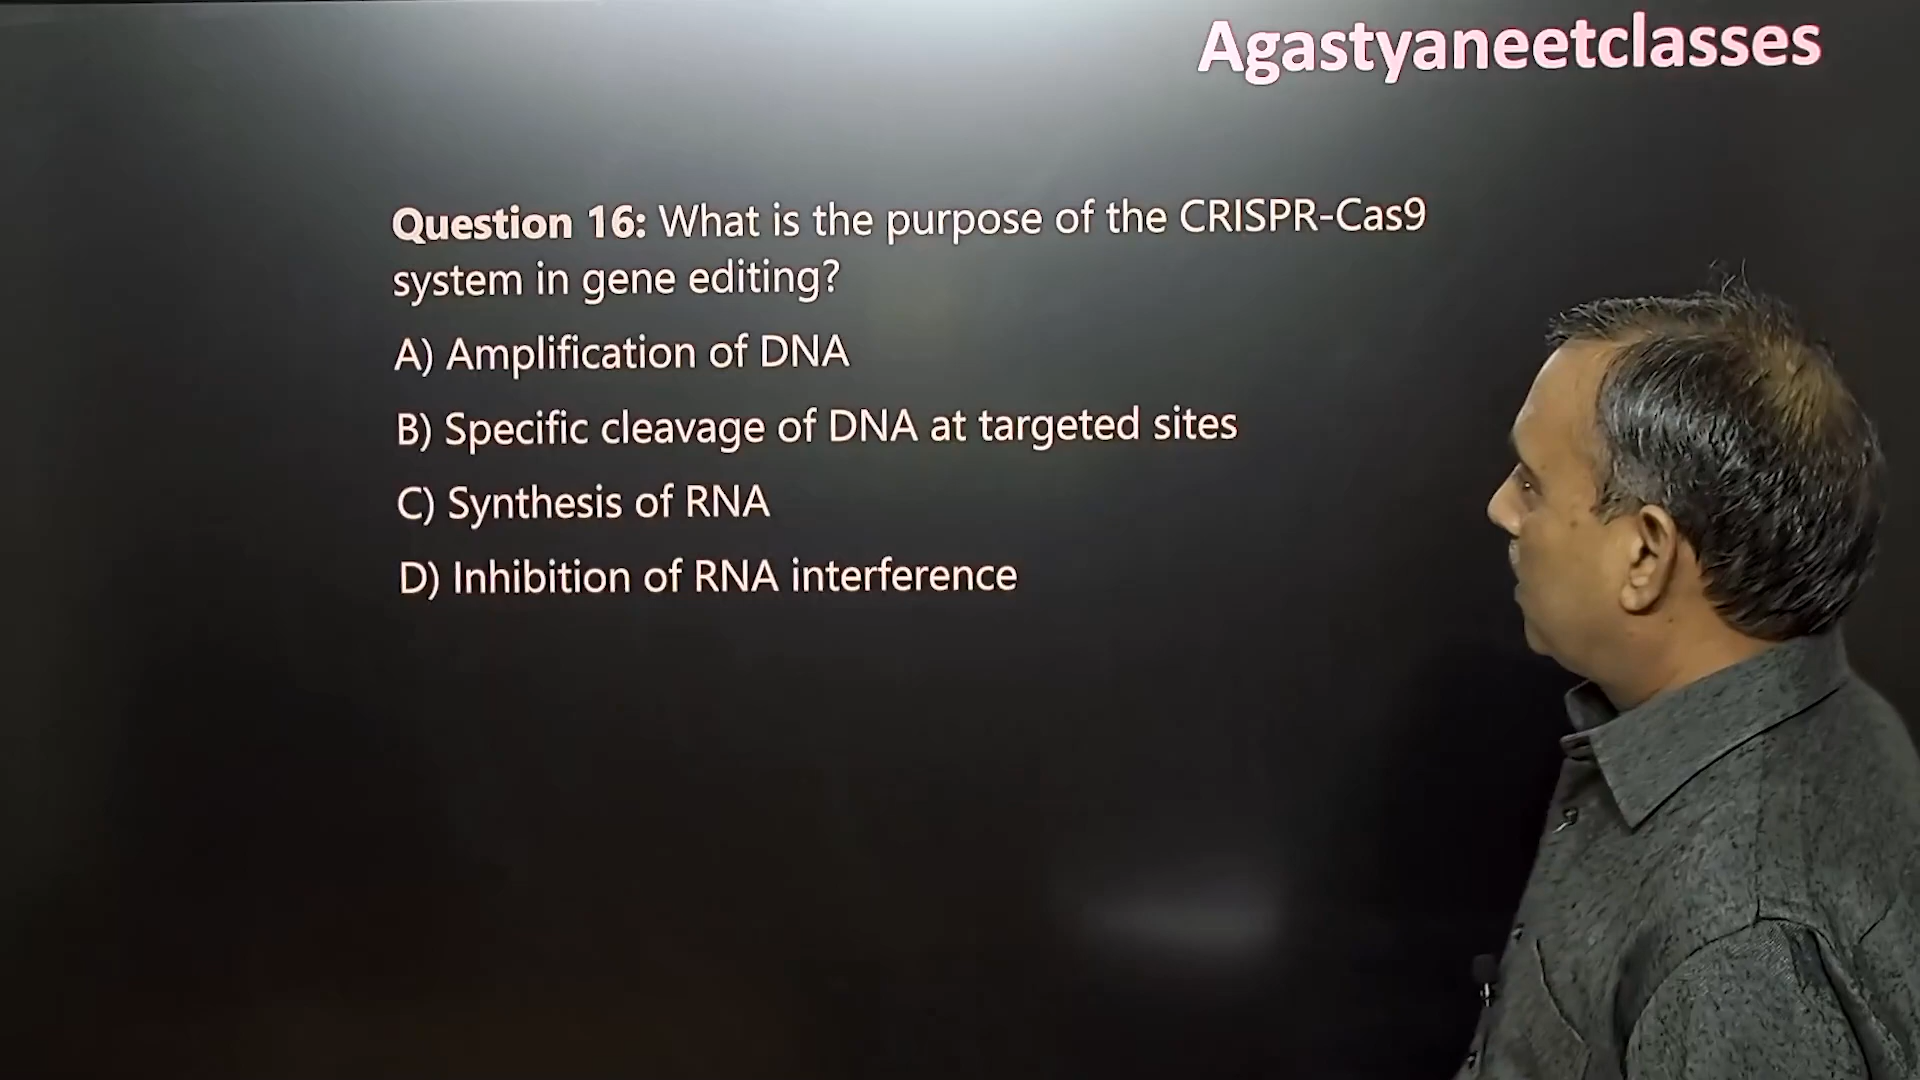 Agastyaneetclasses
Question 16: What is the purpose of the CRISPR-Cas9
system in gene editing?
A) Amplification of DNA
B) Specific cleavage of DNA at targeted sites
C) Synthesis of RNA
D) Inhibition of RNA interference